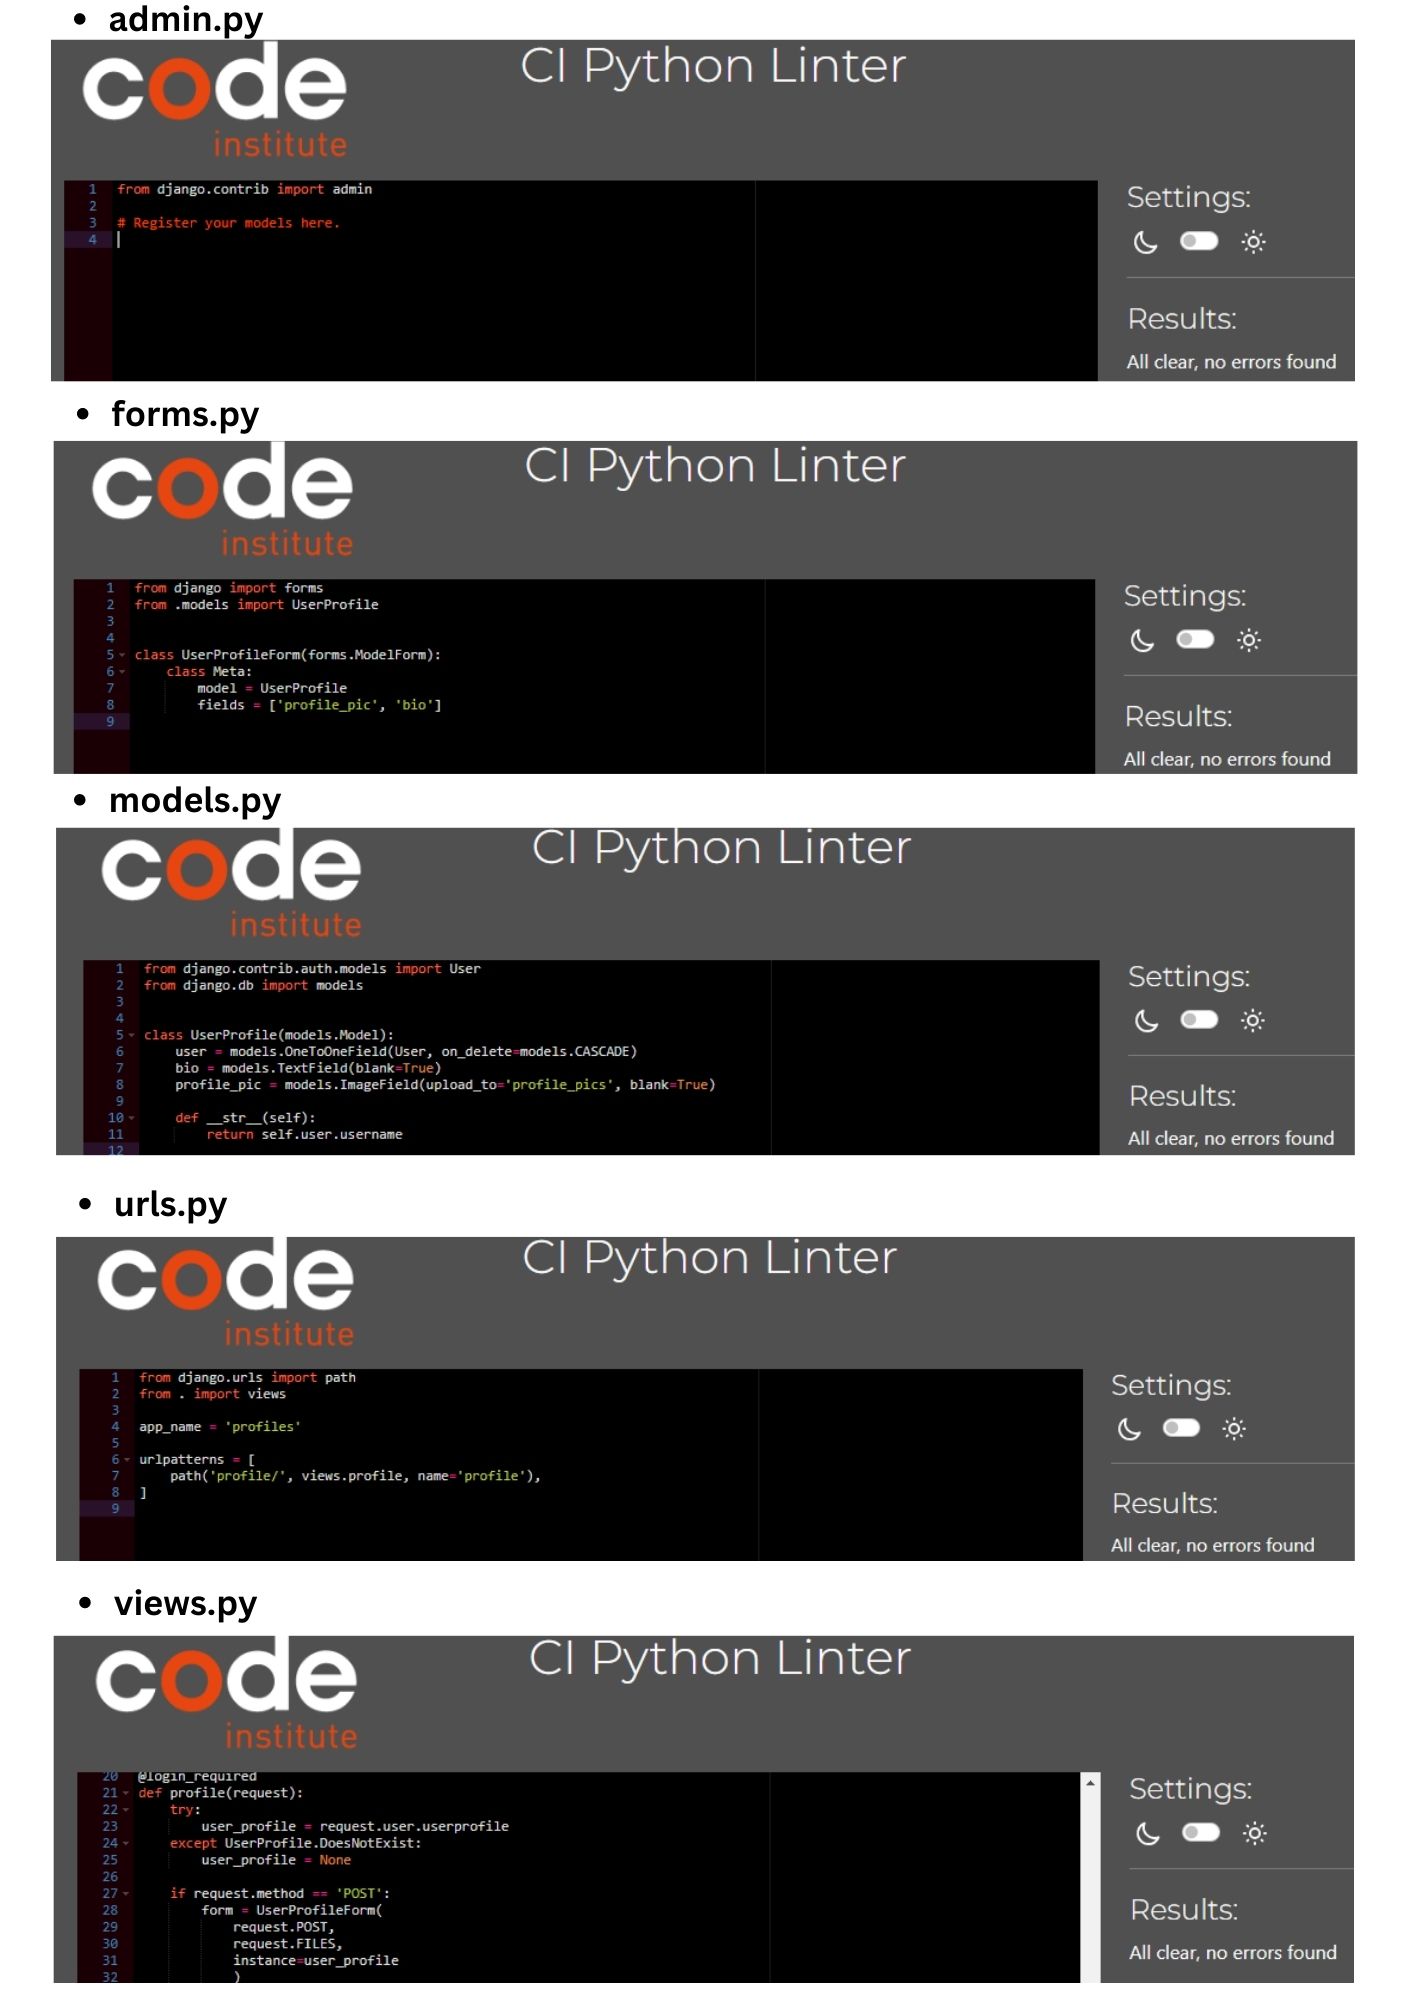 • admin.py
code
institute
CI Python Linter
1 from django.contrib import admin
2
3 # Register your models here.
4
Settings:
Results:
All clear, no errors found
• forms.py
code
institute
CI Python Linter
1 from django import forms
2 from .models import UserProfile
3
4
5 class UserProfileForm(forms.ModelForm):
6     class Meta:
7         model = UserProfile
8         fields = ['profile_pic', 'bio']
9
Settings:
Results:
All clear, no errors found
• models.py
code
institute
CI Python Linter
1 from django.contrib.auth.models import User
2 from django.db import models
3
4
5 class UserProfile(models.Model):
6     user = models.OneToOneField(User, on_delete=models.CASCADE)
7     bio = models.TextField(blank=True)
8     profile_pic = models.ImageField(upload_to='profile_pics', blank=True)
9
10     def __str__(self):
11         return self.user.username
12
Settings:
Results:
All clear, no errors found
• urls.py
code
institute
CI Python Linter
1 from django.urls import path
2 from . import views
3
4 app_name = 'profiles'
5
6 urlpatterns = [
7     path('profile/', views.profile, name='profile'),
8 ]
9
Settings:
Results:
All clear, no errors found
• views.py
code
institute
CI Python Linter
20 @login_required
21 def profile(request):
22     try:
23         user_profile = request.user.userprofile
24     except UserProfile.DoesNotExist:
25         user_profile = None
26
27     if request.method == 'POST':
28         form = UserProfileForm(
29             request.POST,
30             request.FILES,
31             instance=user_profile
32             )
Settings:
Results:
All clear, no errors found